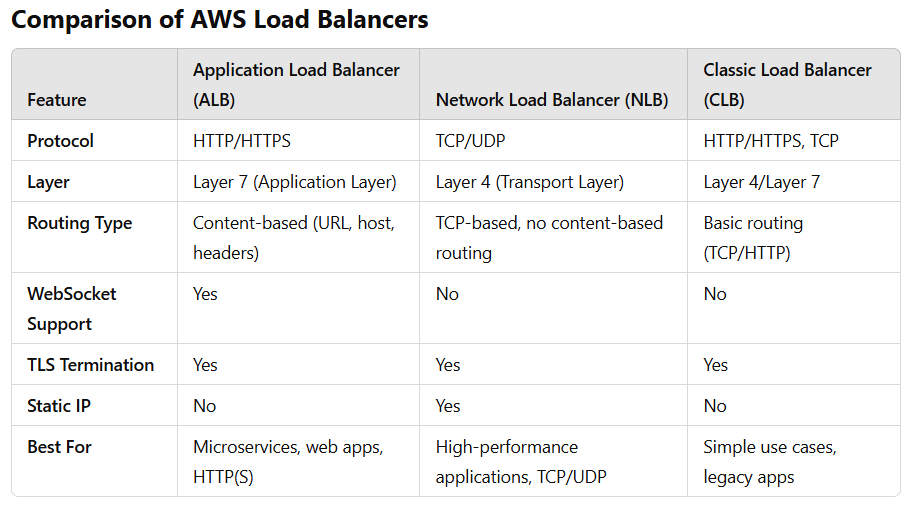 Comparison of AWS Load Balancers
Feature
Application Load Balancer
(ALB)
Network Load Balancer (NLB)
Classic Load Balancer
(CLB)
Protocol
HTTP/HTTPS
TCP/UDP
HTTP/HTTPS, TCP
Layer
Layer 7 (Application Layer)
Layer 4 (Transport Layer)
Layer 4/Layer 7
Routing Type
Content-based (URL, host,
headers)
TCP-based, no content-based
routing
Basic routing
(TCP/HTTP)
WebSocket
Support
Yes
No
No
TLS Termination
Yes
Yes
Yes
Static IP
No
Yes
No
Best For
Microservices, web apps,
HTTP(S)
High-performance
applications, TCP/UDP
Simple use cases,
legacy apps